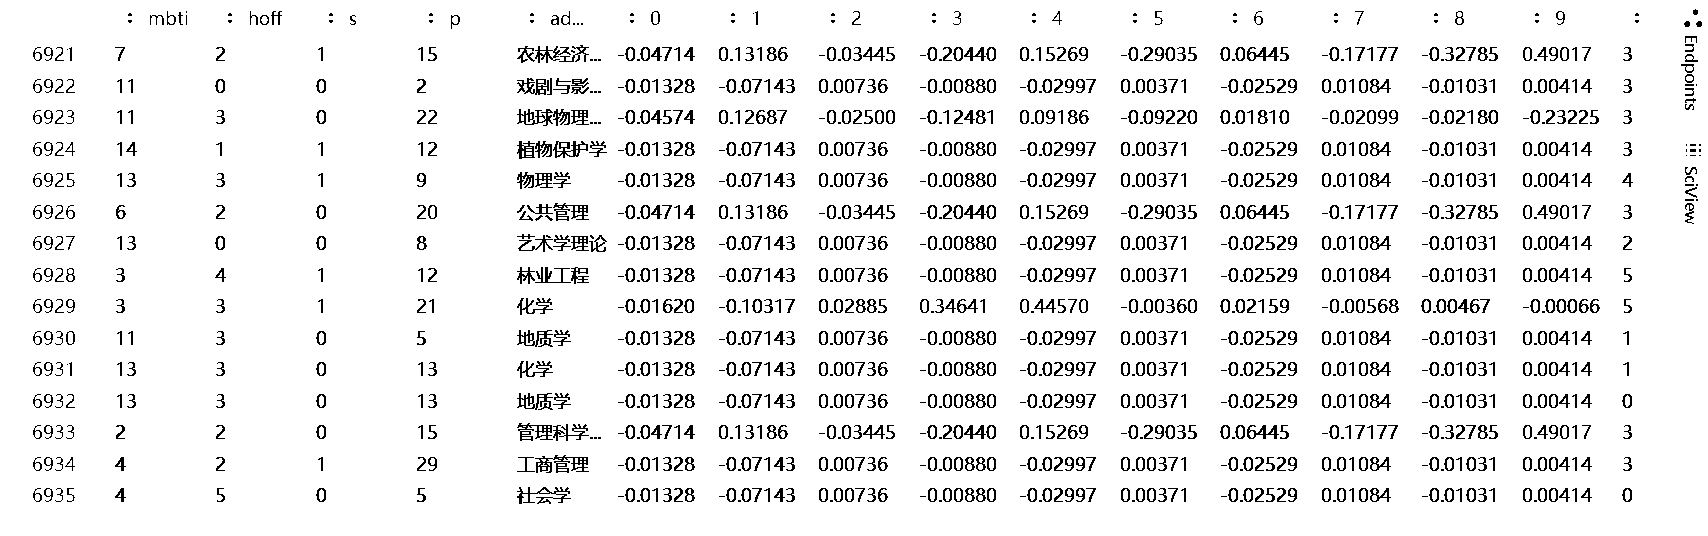 : mbti : hoff : s : p : ad... : 0 : 1 : 2 : 3 : 4 : 5 : 6 : 7 : 8 : 9 :
6921 7 2 1 15 农林经济... -0.04714 0.13186 -0.03445 -0.20440 0.15269 -0.29035 0.06445 -0.17177 -0.32785 0.49017 3
6922 11 0 0 2 戏剧与影... -0.01328 -0.07143 0.00736 -0.00880 -0.02997 0.00371 -0.02529 0.01084 -0.01031 0.00414 3
6923 11 3 0 22 地球物理... -0.04574 0.12687 -0.02500 -0.12481 0.09186 -0.09220 0.01810 -0.02099 -0.02180 -0.23225 3
6924 14 1 1 12 植物保护学 -0.01328 -0.07143 0.00736 -0.00880 -0.02997 0.00371 -0.02529 0.01084 -0.01031 0.00414 3
6925 13 3 1 9 物理学 -0.01328 -0.07143 0.00736 -0.00880 -0.02997 0.00371 -0.02529 0.01084 -0.01031 0.00414 4
6926 6 2 0 20 公共管理 -0.04714 0.13186 -0.03445 -0.20440 0.15269 -0.29035 0.06445 -0.17177 -0.32785 0.49017 3
6927 13 0 0 8 艺术学理论 -0.01328 -0.07143 0.00736 -0.00880 -0.02997 0.00371 -0.02529 0.01084 -0.01031 0.00414 2
6928 3 4 1 12 林业工程 -0.01328 -0.07143 0.00736 -0.00880 -0.02997 0.00371 -0.02529 0.01084 -0.01031 0.00414 5
6929 3 3 1 21 化学 -0.01620 -0.10317 0.02885 0.34641 0.44570 -0.00360 0.02159 -0.00568 0.00467 -0.00066 5
6930 11 3 0 5 地质学 -0.01328 -0.07143 0.00736 -0.00880 -0.02997 0.00371 -0.02529 0.01084 -0.01031 0.00414 1
6931 13 3 0 13 化学 -0.01328 -0.07143 0.00736 -0.00880 -0.02997 0.00371 -0.02529 0.01084 -0.01031 0.00414 1
6932 13 3 0 13 地质学 -0.01328 -0.07143 0.00736 -0.00880 -0.02997 0.00371 -0.02529 0.01084 -0.01031 0.00414 0
6933 2 2 0 15 管理科学... -0.04714 0.13186 -0.03445 -0.20440 0.15269 -0.29035 0.06445 -0.17177 -0.32785 0.49017 3
6934 4 2 1 29 工商管理 -0.01328 -0.07143 0.00736 -0.00880 -0.02997 0.00371 -0.02529 0.01084 -0.01031 0.00414 3
6935 4 5 0 5 社会学 -0.01328 -0.07143 0.00736 -0.00880 -0.02997 0.00371 -0.02529 0.01084 -0.01031 0.00414 0
Endpoints
SciView